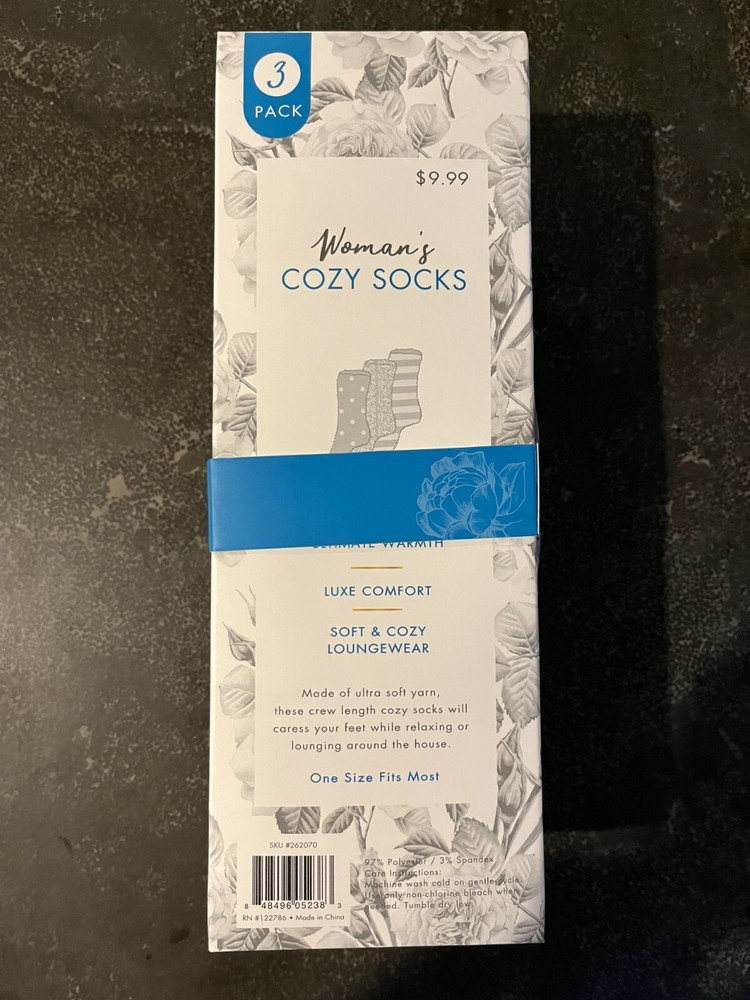 3
PACK
$9.99
Woman's
COZY SOCKS
ULTIMATE WARMTH
LUXE COMFORT
SOFT & COZY
LOUNGEWEAR
Made of ultra soft yarn,
these crew length cozy socks will
caress your feet while relaxing or
lounging around the house.
One Size Fits Most
SKU #262070
8 48496 05238 3
RN #122786 • Made in China
97% Polyester / 3% Spandex
Care Instructions:
Machine wash cold on gentle cycle.
Use only non-chlorine bleach when
needed. Tumble dry low.